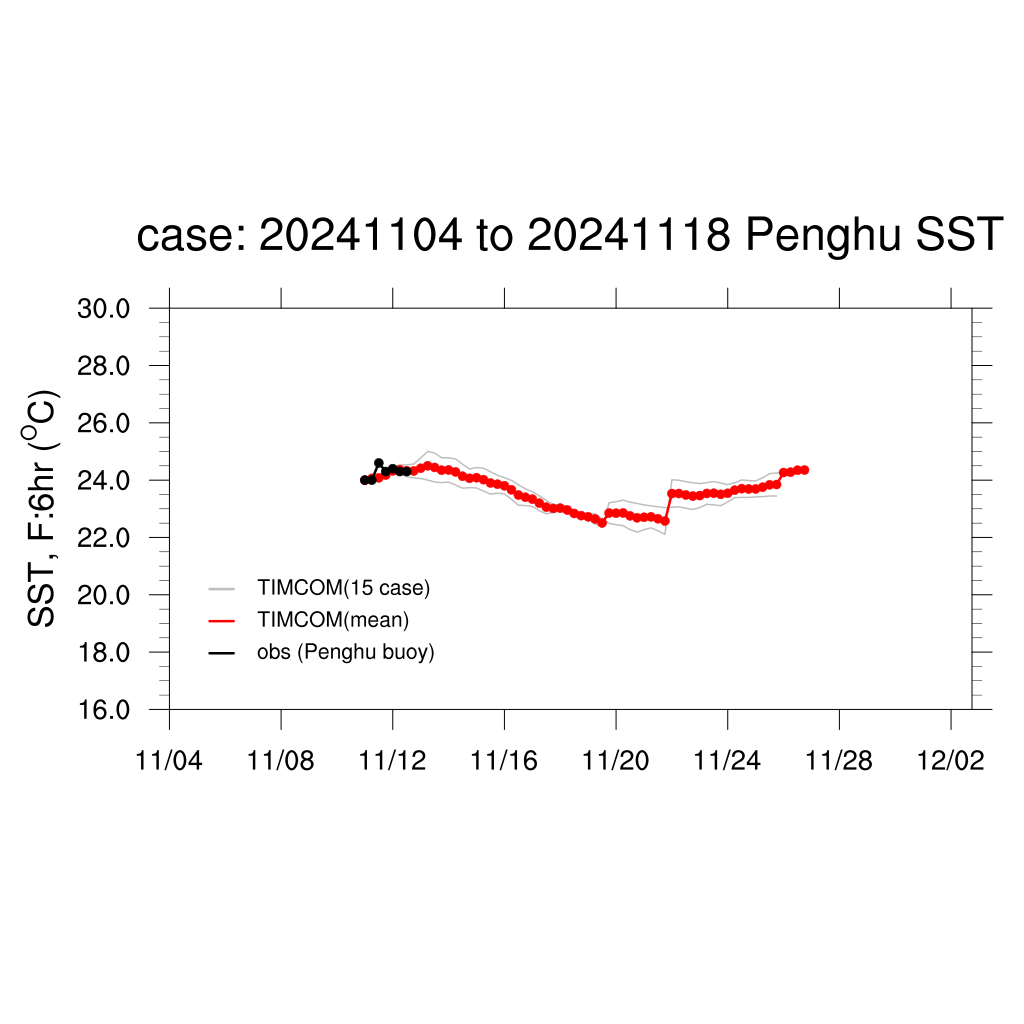 case: 20241104 to 20241118 Penghu SST
30.0
28.0
26.0
24.0
22.0
20.0
18.0
16.0
SST, F:6hr (°C)
TIMCOM(15 case)
TIMCOM(mean)
obs (Penghu buoy)
11/04 11/08 11/12 11/16 11/20 11/24 11/28 12/02